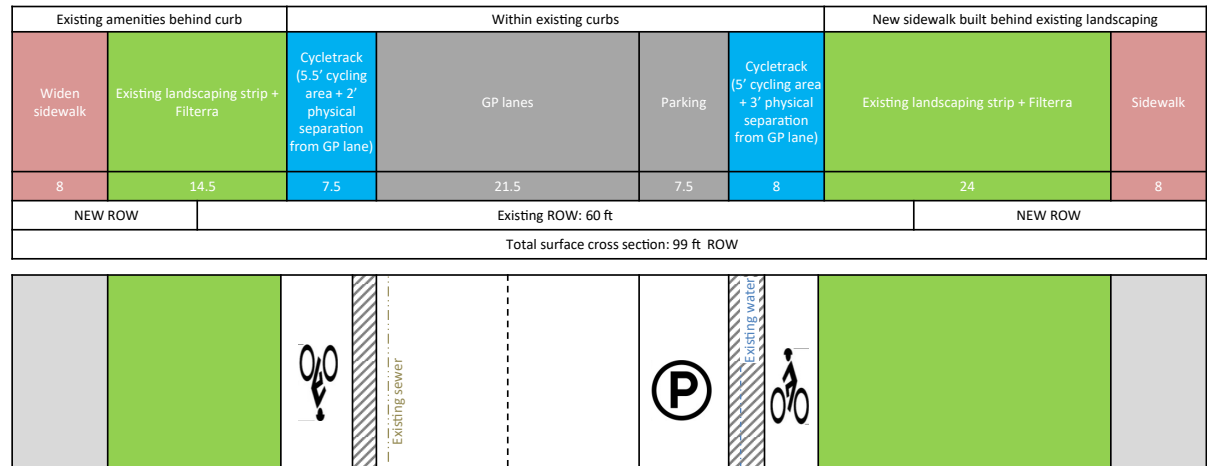 Existing amenities behind curb
Within existing curbs
New sidewalk built behind existing landscaping
Widen
sidewalk
Existing landscaping strip +
Filterra
Cycletrack
(5.5’ cycling
area + 2’
physical
separation
from GP lane)
GP lanes
Parking
Cycletrack
(5’ cycling area
+ 3’ physical
separation
from GP lane)
Existing landscaping strip + Filterra
Sidewalk
8
14.5
7.5
21.5
7.5
8
24
8
NEW ROW
Existing ROW: 60 ft
NEW ROW
Total surface cross section: 99 ft ROW
Existing sewer
P
Existing water